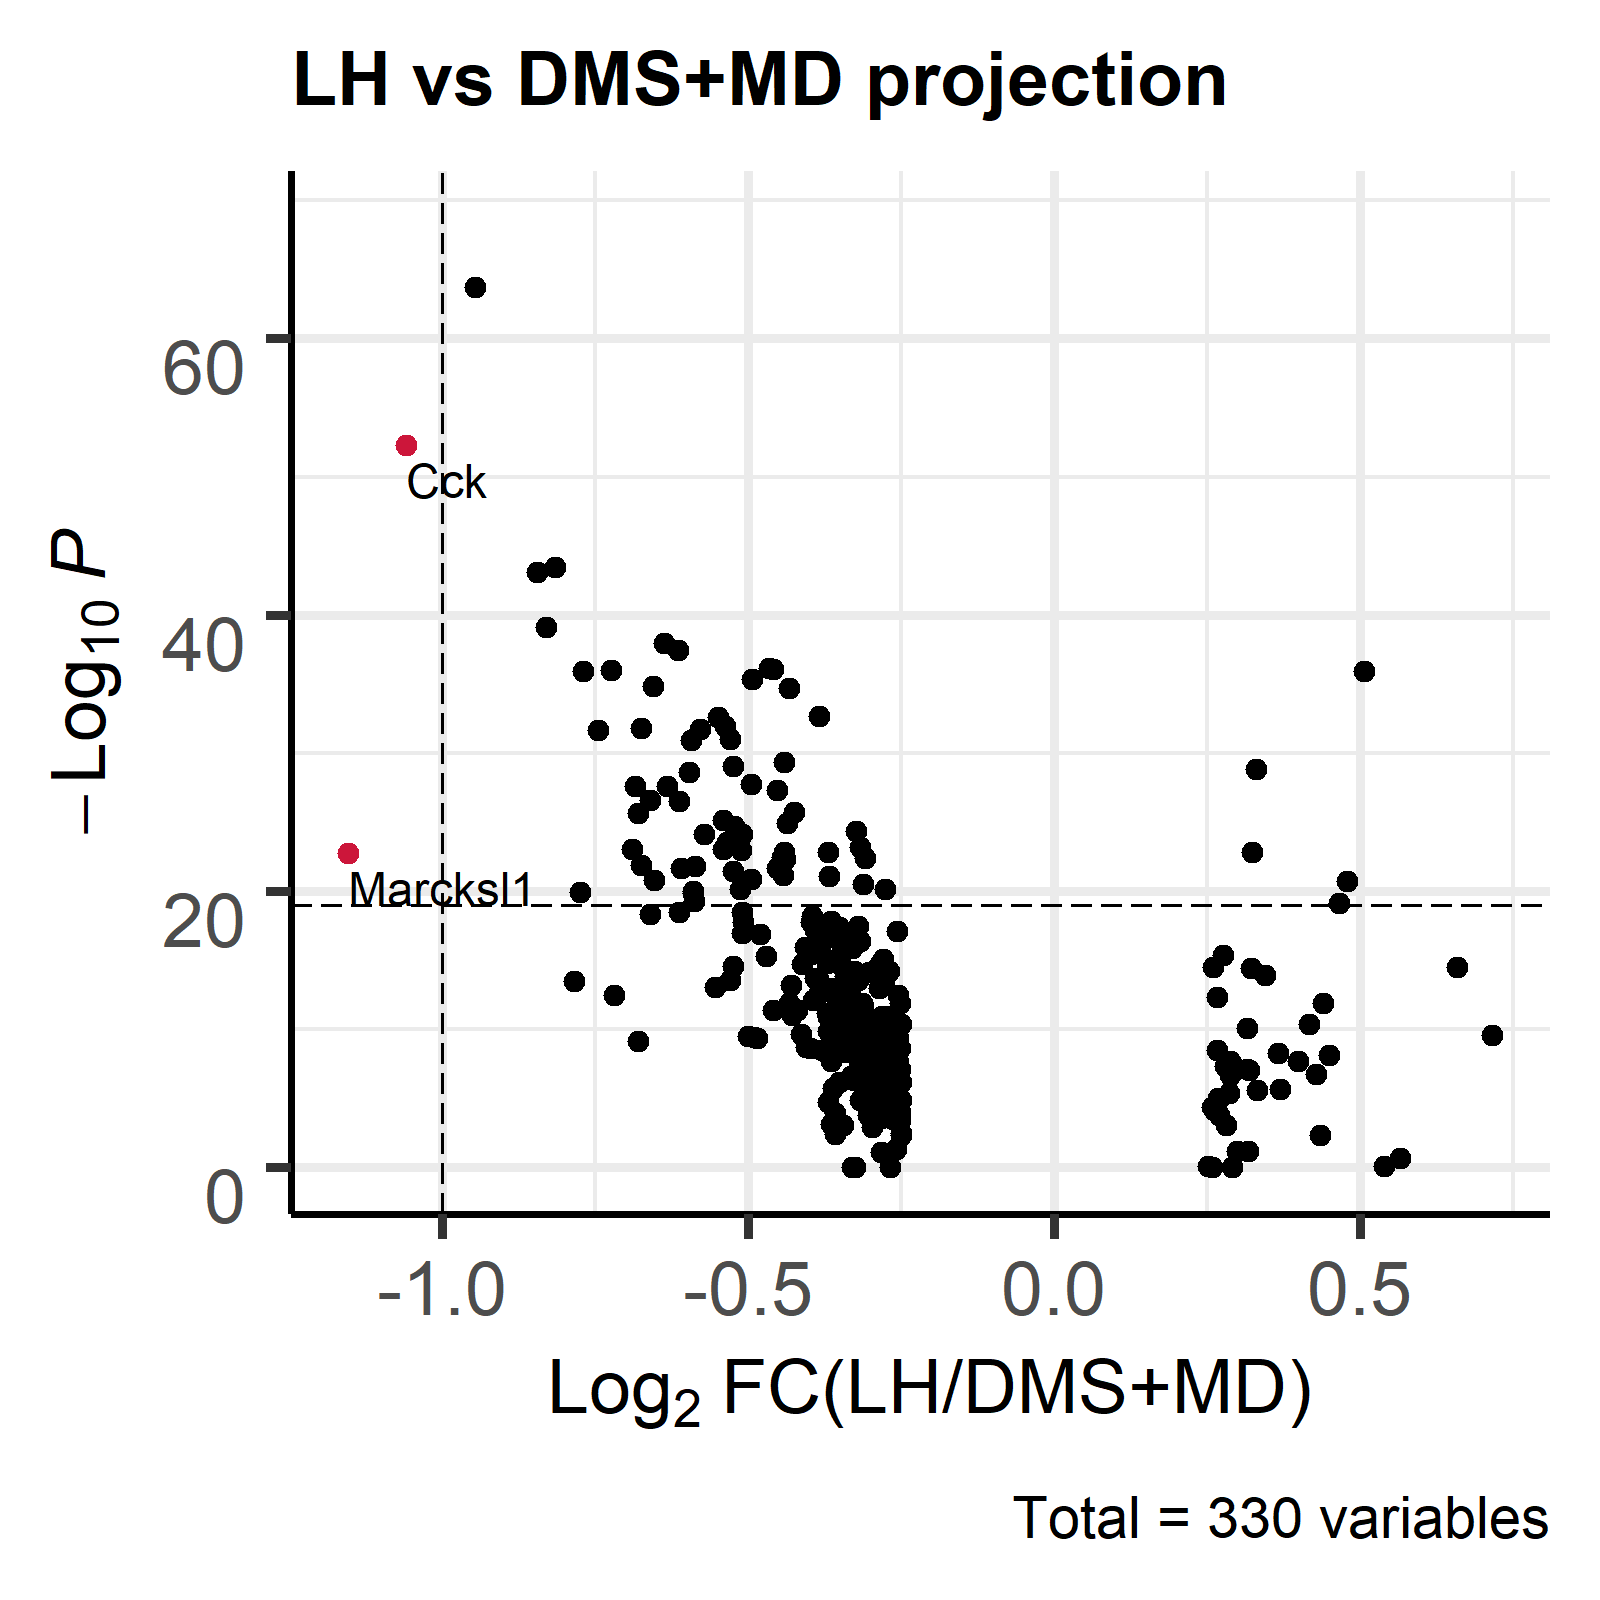 LH vs DMS+MD projection
60
40
20
0
−Log₁₀ P
Cck
Marcksl1
-1.0
-0.5
0.0
0.5
Log₂ FC(LH/DMS+MD)
Total = 330 variables